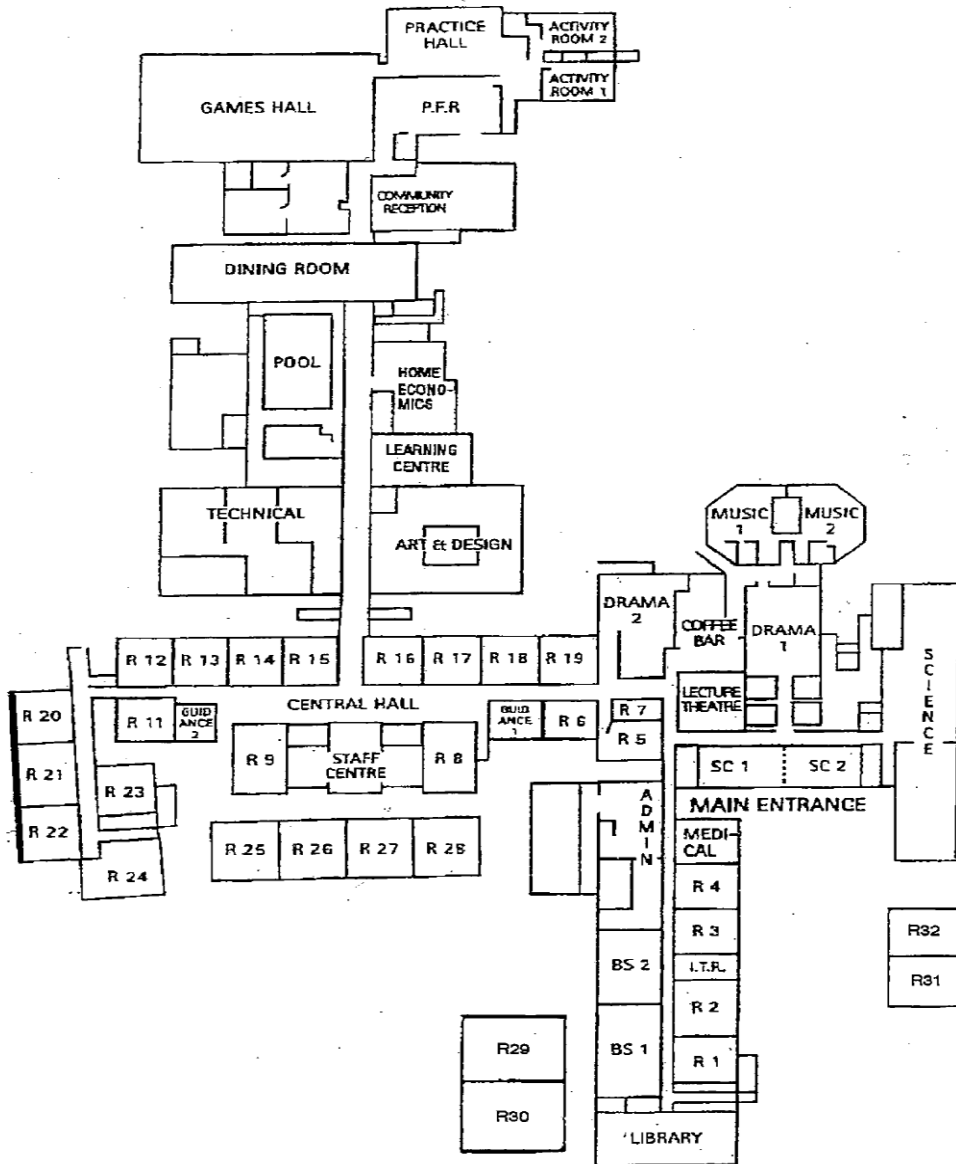 PRACTICE
HALL
ACTIVITY
ROOM 2
ACTIVITY
ROOM 1
GAMES HALL
P.F.R
COMMUNITY
RECEPTION
DINING ROOM
POOL
HOME
ECONO-
MICS
LEARNING
CENTRE
TECHNICAL
ART & DESIGN
MUSIC
1
MUSIC
2
DRAMA
2
COFFEE
BAR
DRAMA
1
SCIENCE
R 12
R 13
R 14
R 15
R 16
R 17
R 18
R 19
R 20
CENTRAL HALL
LECTURE
THEATRE
R 11
GUID
ANCE
2
GUID
ANCE
1
R 6
R 7
R 5
R 21
R 9
STAFF
CENTRE
R 8
SC 1
SC 2
R 23
ADMIN
MAIN ENTRANCE
R 22
R 24
R 25
R 26
R 27
R 28
MEDI-
CAL
R 4
R 3
R32
BS 2
I.T.R.
R31
R 2
R29
BS 1
R 1
R30
LIBRARY